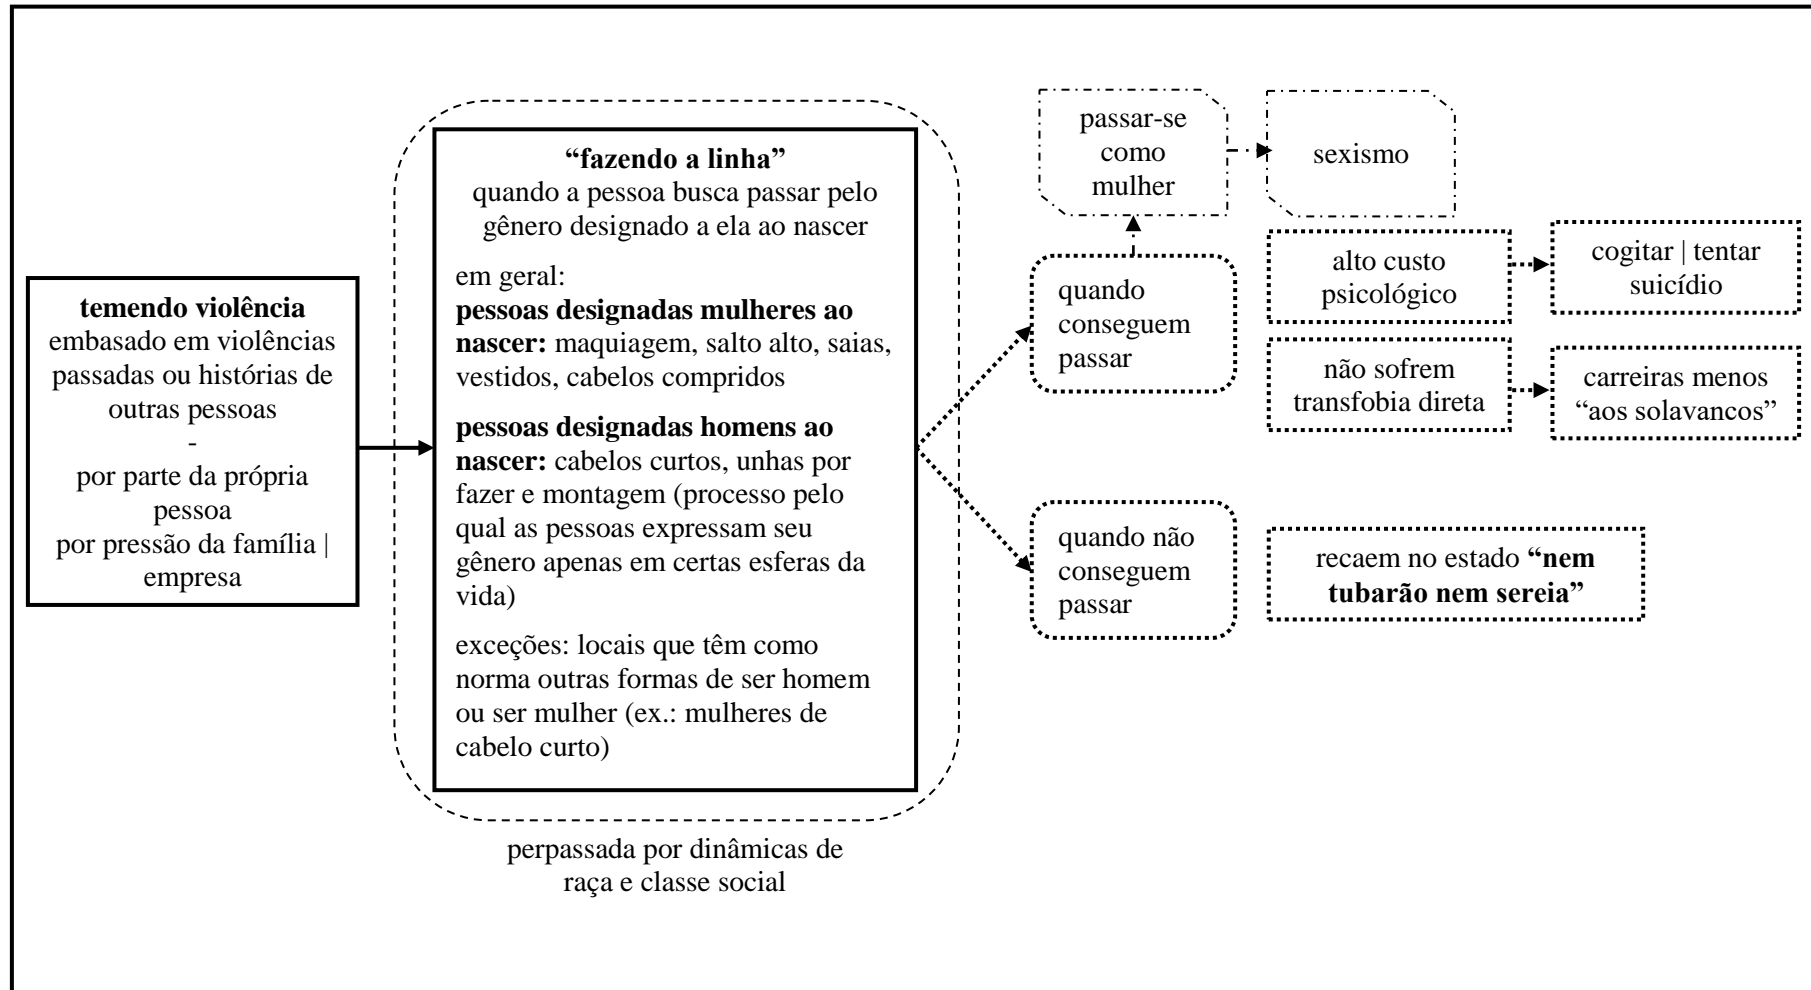 temendo violência
embasado em violências
passadas ou histórias de
outras pessoas
-
por parte da própria
pessoa
por pressão da família |
empresa
“fazendo a linha”
quando a pessoa busca passar pelo
gênero designado a ela ao nascer
em geral:
pessoas designadas mulheres ao
nascer: maquiagem, salto alto, saias,
vestidos, cabelos compridos
pessoas designadas homens ao
nascer: cabelos curtos, unhas por
fazer e montagem (processo pelo
qual as pessoas expressam seu
gênero apenas em certas esferas da
vida)
exceções: locais que têm como
norma outras formas de ser homem
ou ser mulher (ex.: mulheres de
cabelo curto)
perpassada por dinâmicas de
raça e classe social
passar-se
como
mulher
sexismo
quando
conseguem
passar
alto custo
psicológico
cogitar | tentar
suicídio
não sofrem
transfobia direta
carreiras menos
“aos solavancos”
quando não
conseguem
passar
recaem no estado “nem
tubarão nem sereia”